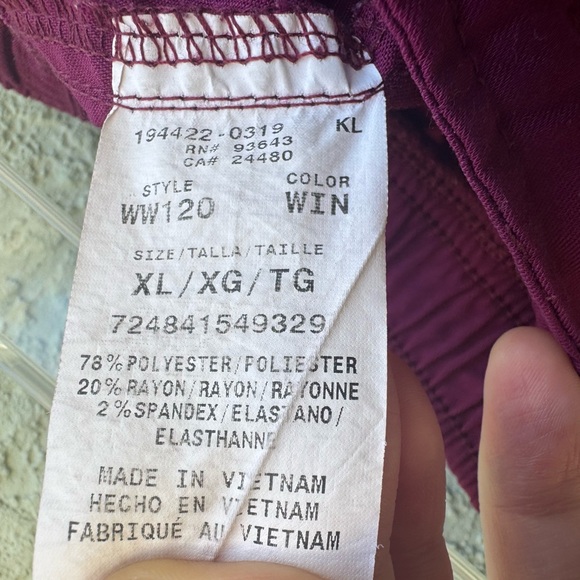 194422-0319 KL
RN# 93643
CA# 24480
STYLE COLOR
WW120 WIN
SIZE/TALLA/TAILLE
XL/XG/TG
724841549329
78%POLYESTER/POLIESTER
20%RAYON/RAYON/RAYONNE
2%SPANDEX/ELASTANO/
ELASTHANNE
MADE IN VIETNAM
HECHO EN VIETNAM
FABRIQUÉ AU VIETNAM